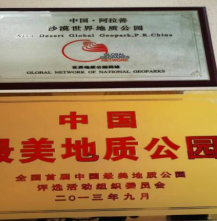 中国·阿拉善
沙漠世界地质公园
Desert Global Geopark,P.R.China
世界地质公园网络
GLOBAL NETWORK OF NATIONAL GEOPARKS
中国
最美地质公园
全国首届中国最美地质公园
评选活动组织委员会
二〇一三年九月